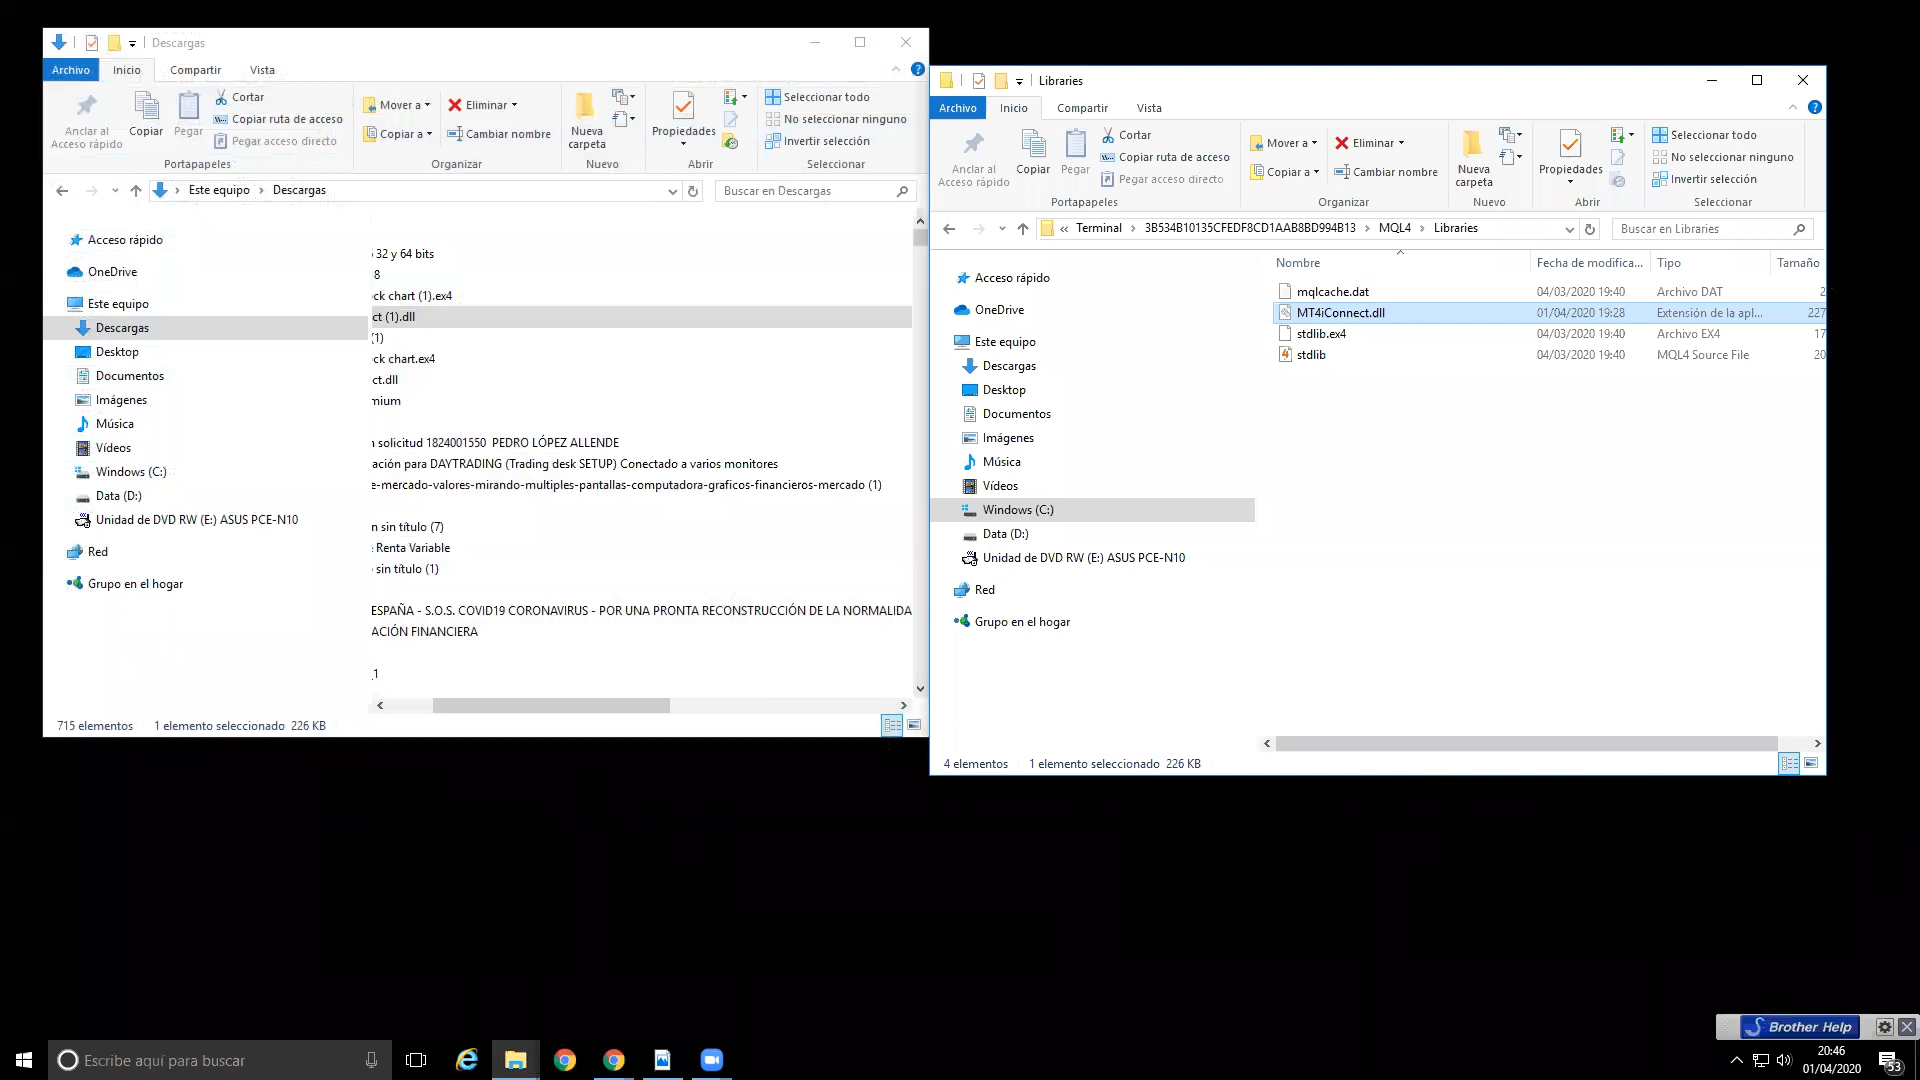 Descargas
Archivo
Inicio
Compartir
Vista
Anclar al
Acceso rápido
Copiar
Pegar
Cortar
Copiar ruta de acceso
Pegar acceso directo
Portapapeles
Mover a
Copiar a
Eliminar
Cambiar nombre
Organizar
Nueva
carpeta
Nuevo
Propiedades
Abrir
Seleccionar todo
No seleccionar ninguno
Invertir selección
Seleccionar
Este equipo > Descargas
Buscar en Descargas
Acceso rápido
OneDrive
Este equipo
Descargas
Desktop
Documentos
Imágenes
Música
Vídeos
Windows (C:)
Data (D:)
Unidad de DVD RW (E:) ASUS PCE-N10
Red
Grupo en el hogar
32 y 64 bits
8
ck chart (1).ex4
ct (1).dll
(1)
ck chart.ex4
ct.dll
mium
n solicitud 1824001550 PEDRO LÓPEZ ALLENDE
ación para DAYTRADING (Trading desk SETUP) Conectado a varios monitores
e-mercado-valores-mirando-multiples-pantallas-computadora-graficos-financieros-mercado (1)
n sin título (7)
Renta Variable
sin título (1)
ESPAÑA - S.O.S. COVID19 CORONAVIRUS - POR UNA PRONTA RECONSTRUCCIÓN DE LA NORMALIDA
ACIÓN FINANCIERA
_1
715 elementos
1 elemento seleccionado 226 KB
Libraries
Archivo
Inicio
Compartir
Vista
Anclar al
Acceso rápido
Copiar
Pegar
Cortar
Copiar ruta de acceso
Pegar acceso directo
Portapapeles
Mover a
Copiar a
Eliminar
Cambiar nombre
Organizar
Nueva
carpeta
Nuevo
Propiedades
Abrir
Seleccionar todo
No seleccionar ninguno
Invertir selección
Seleccionar
« Terminal > 3B534B10135CFEDF8CD1AAB8BD994B13 > MQL4 > Libraries
Buscar en Libraries
Acceso rápido
OneDrive
Este equipo
Descargas
Desktop
Documentos
Imágenes
Música
Vídeos
Windows (C:)
Data (D:)
Unidad de DVD RW (E:) ASUS PCE-N10
Red
Grupo en el hogar
Nombre Fecha de modifica... Tipo Tamaño
mqlcache.dat 04/03/2020 19:40 Archivo DAT 2
MT4iConnect.dll 01/04/2020 19:28 Extensión de la apl... 227
stdlib.ex4 04/03/2020 19:40 Archivo EX4 17
stdlib 04/03/2020 19:40 MQL4 Source File 20
4 elementos
1 elemento seleccionado 226 KB
Brother Help
Escribe aquí para buscar
20:46
01/04/2020
53